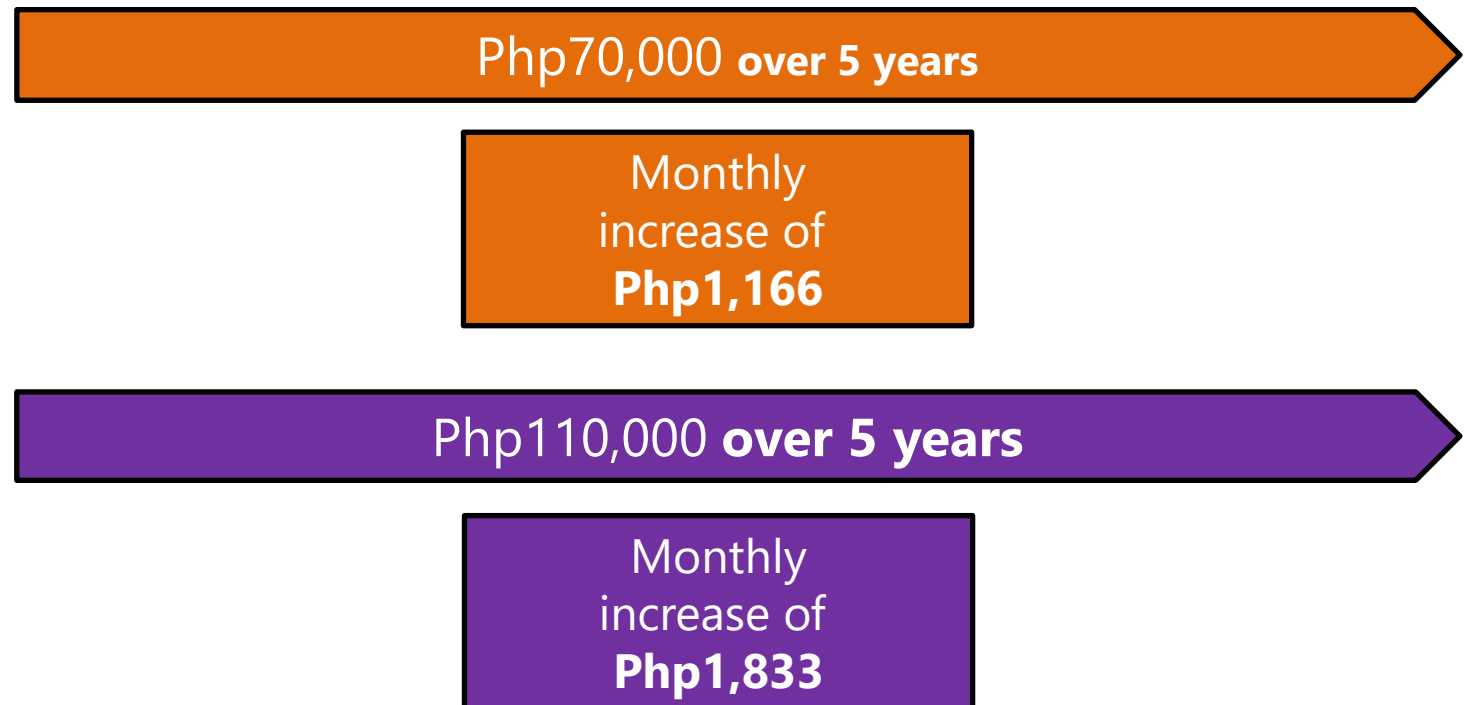 Php70,000 over 5 years
Monthly
increase of
Php1,166
Php110,000 over 5 years
Monthly
increase of
Php1,833